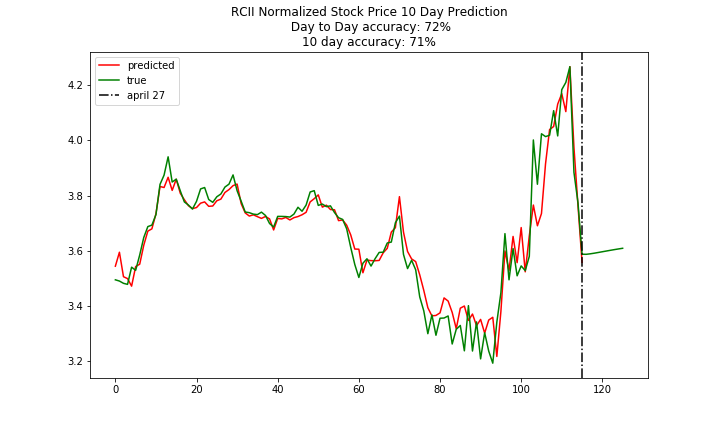 RCII Normalized Stock Price 10 Day Prediction
Day to Day accuracy: 72%
10 day accuracy: 71%
predicted
true
april 27
4.2
4.0
3.8
3.6
3.4
3.2
0 20 40 60 80 100 120